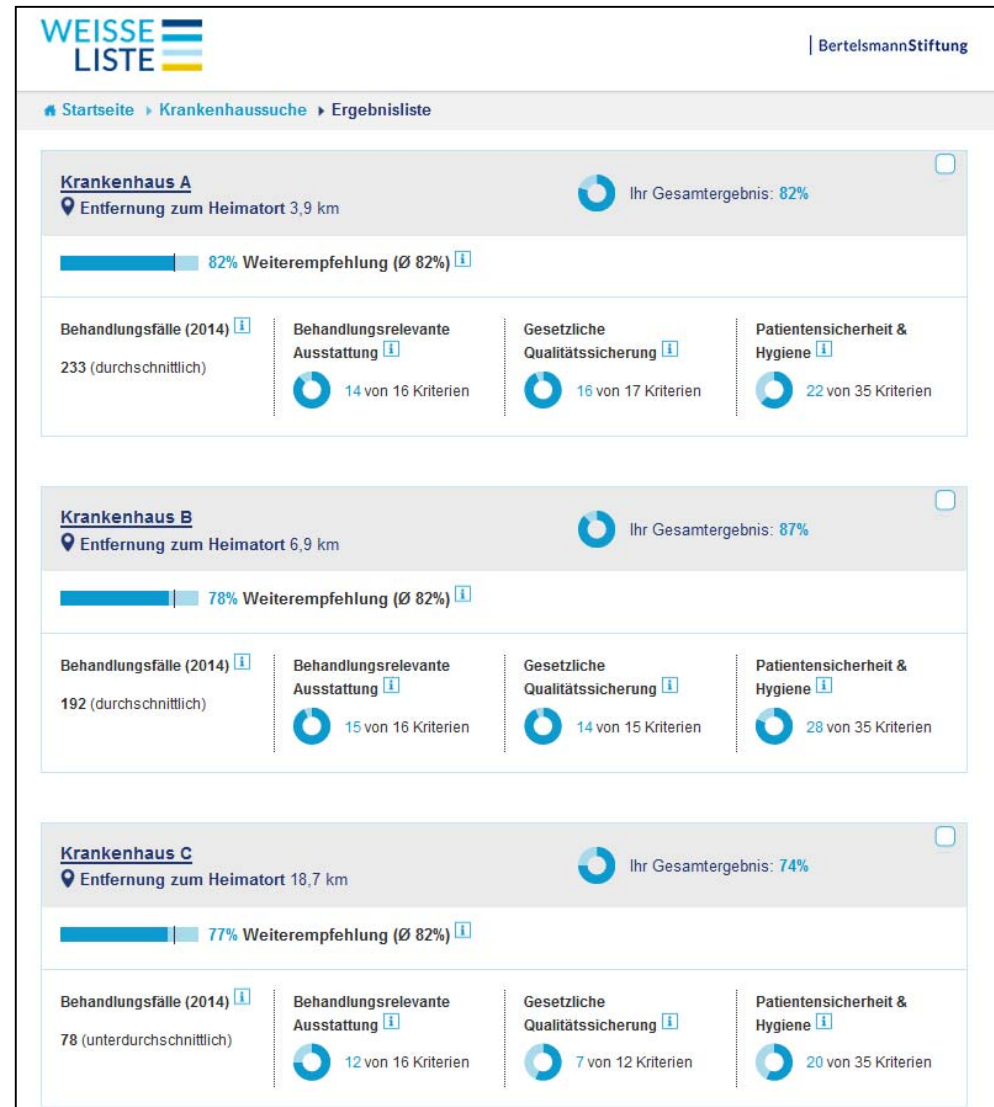 WEISSE
LISTE
BertelsmannStiftung
Startseite Krankenhaussuche Ergebnisliste
Krankenhaus A
Entfernung zum Heimatort 3,9 km
Ihr Gesamtergebnis: 82%
82% Weiterempfehlung (Ø 82%) i
Behandlungsfälle (2014) i
233 (durchschnittlich)
Behandlungsrelevante
Ausstattung i
14 von 16 Kriterien
Gesetzliche
Qualitätssicherung i
16 von 17 Kriterien
Patientensicherheit &
Hygiene i
22 von 35 Kriterien
Krankenhaus B
Entfernung zum Heimatort 6,9 km
Ihr Gesamtergebnis: 87%
78% Weiterempfehlung (Ø 82%) i
Behandlungsfälle (2014) i
192 (durchschnittlich)
Behandlungsrelevante
Ausstattung i
15 von 16 Kriterien
Gesetzliche
Qualitätssicherung i
14 von 15 Kriterien
Patientensicherheit &
Hygiene i
28 von 35 Kriterien
Krankenhaus C
Entfernung zum Heimatort 18,7 km
Ihr Gesamtergebnis: 74%
77% Weiterempfehlung (Ø 82%) i
Behandlungsfälle (2014) i
78 (unterdurchschnittlich)
Behandlungsrelevante
Ausstattung i
12 von 16 Kriterien
Gesetzliche
Qualitätssicherung i
7 von 12 Kriterien
Patientensicherheit &
Hygiene i
20 von 35 Kriterien